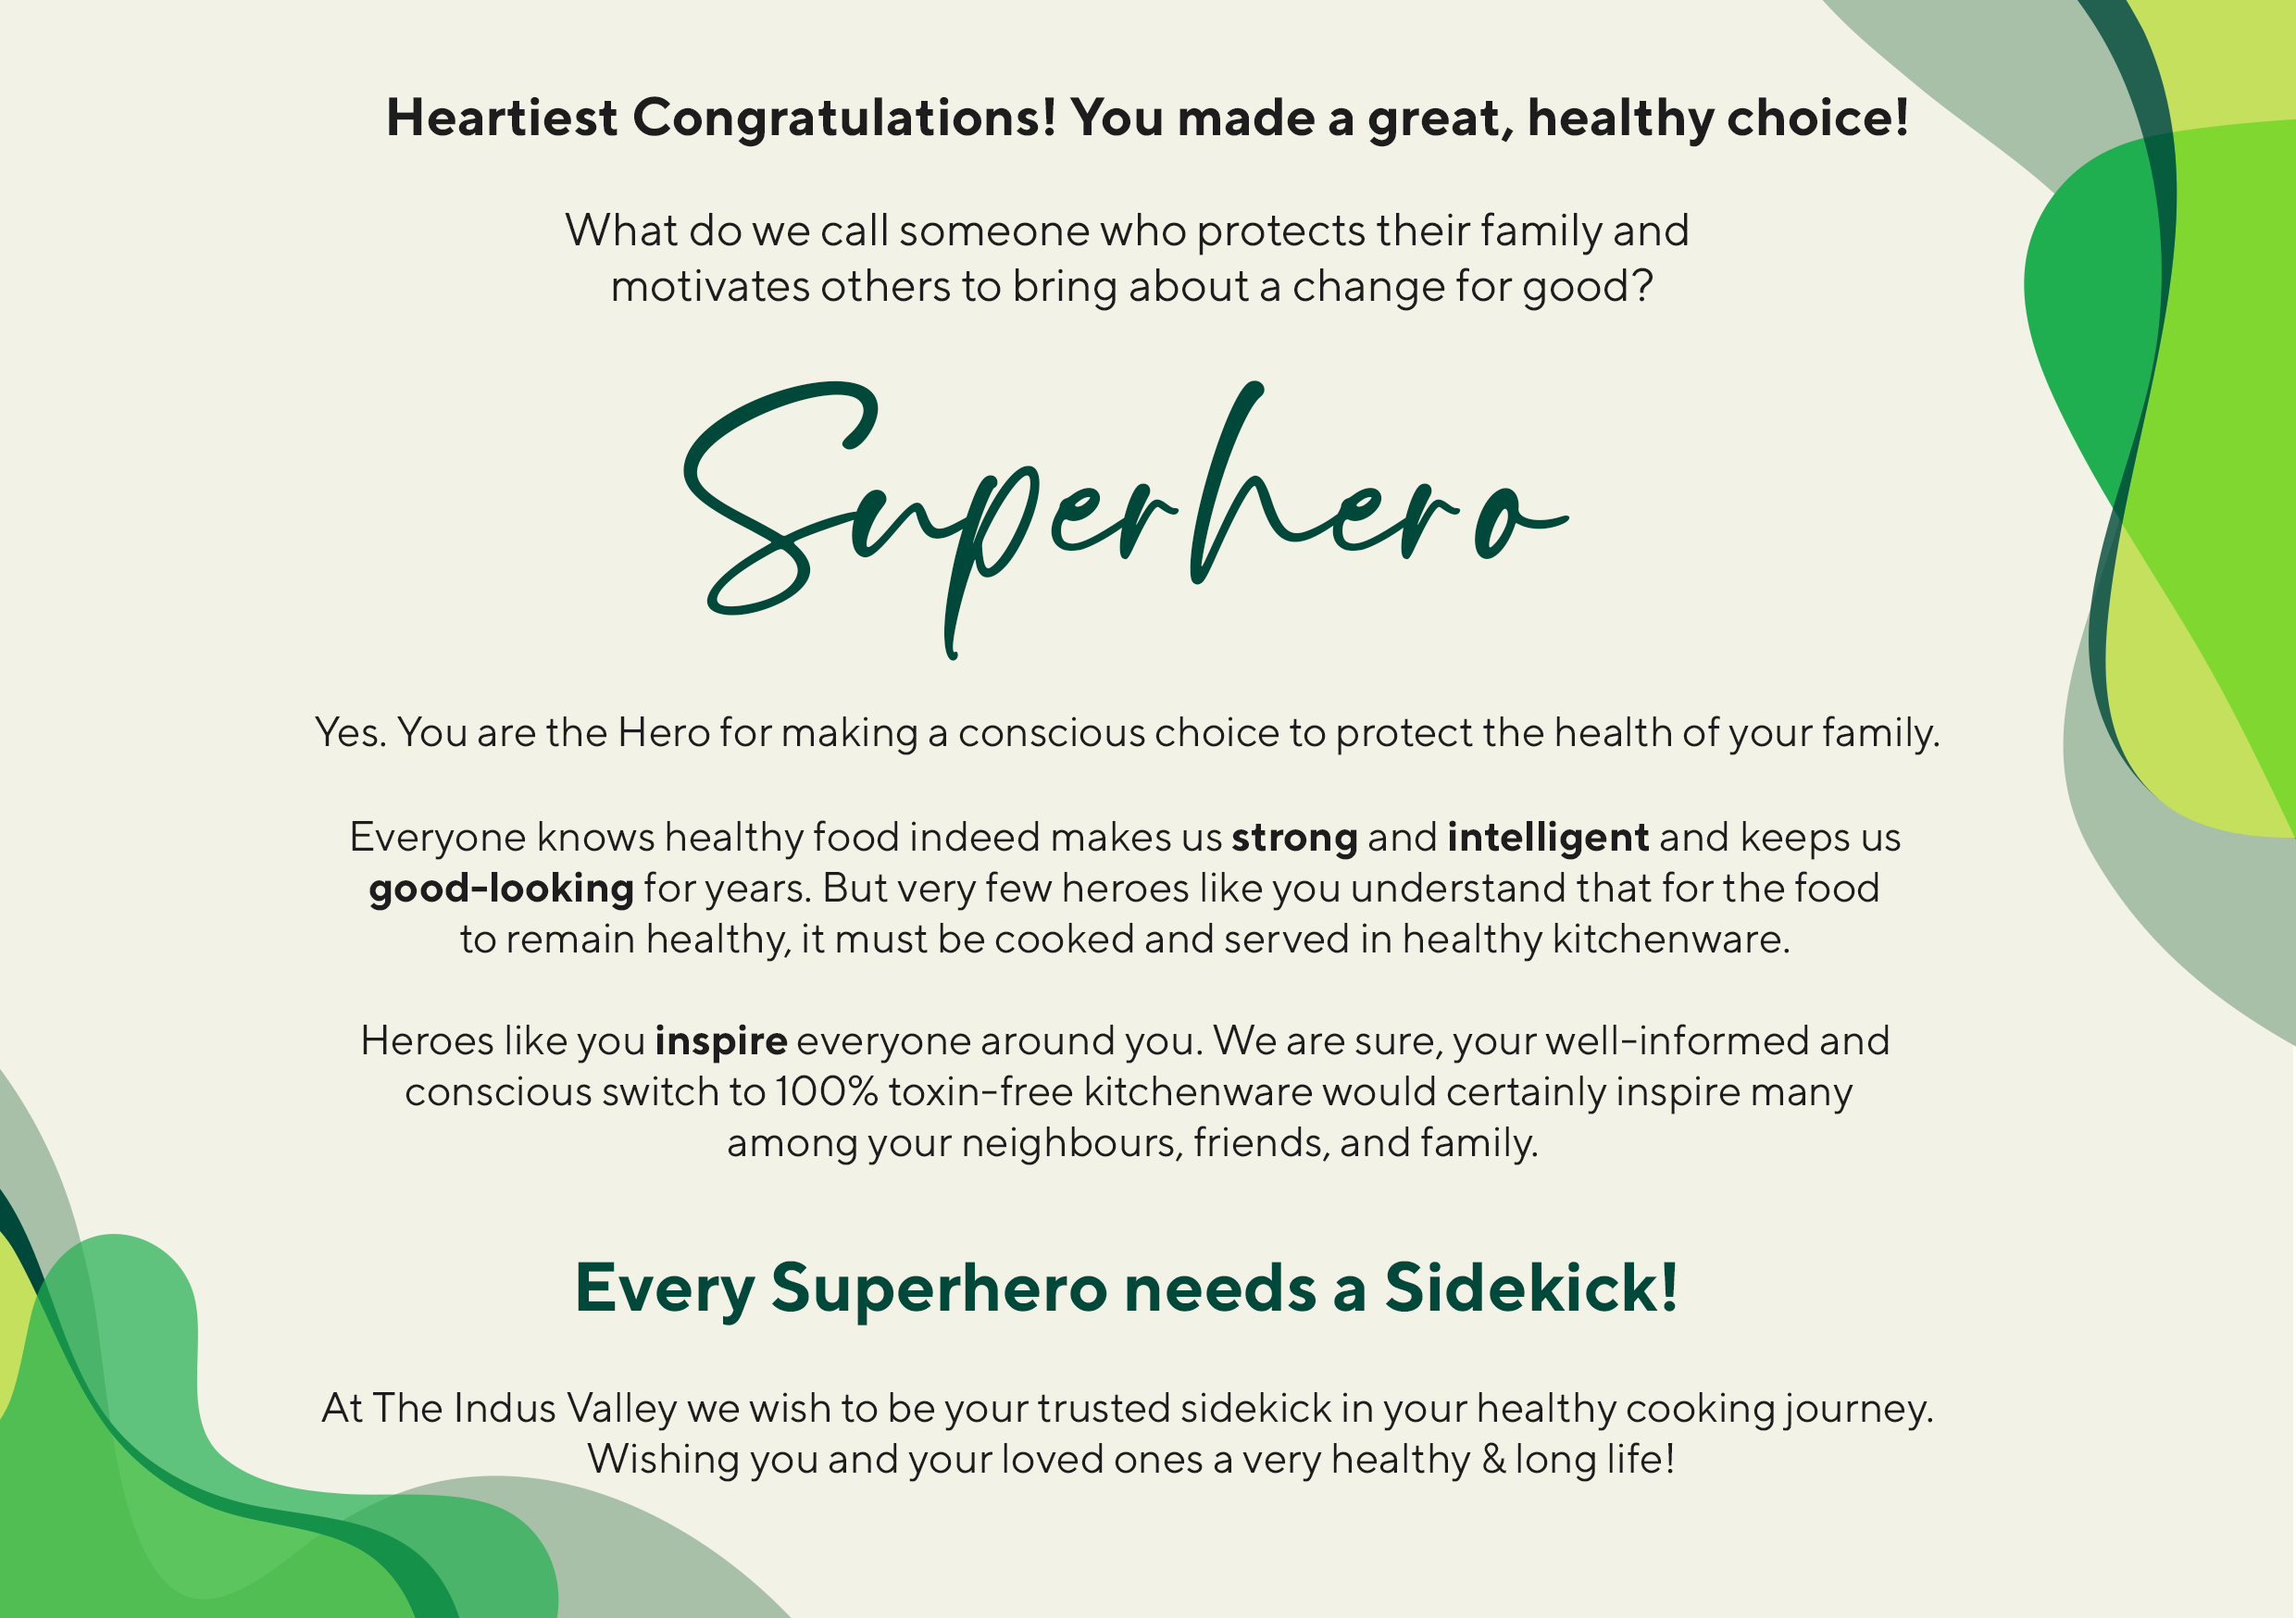 Heartiest Congratulations! You made a great, healthy choice!
What do we call someone who protects their family and
motivates others to bring about a change for good?
Superhero
Yes. You are the Hero for making a conscious choice to protect the health of your family.
Everyone knows healthy food indeed makes us strong and intelligent and keeps us
good-looking for years. But very few heroes like you understand that for the food
to remain healthy, it must be cooked and served in healthy kitchenware.
Heroes like you inspire everyone around you. We are sure, your well-informed and
conscious switch to 100% toxin-free kitchenware would certainly inspire many
among your neighbours, friends, and family.
Every Superhero needs a Sidekick!
At The Indus Valley we wish to be your trusted sidekick in your healthy cooking journey.
Wishing you and your loved ones a very healthy & long life!